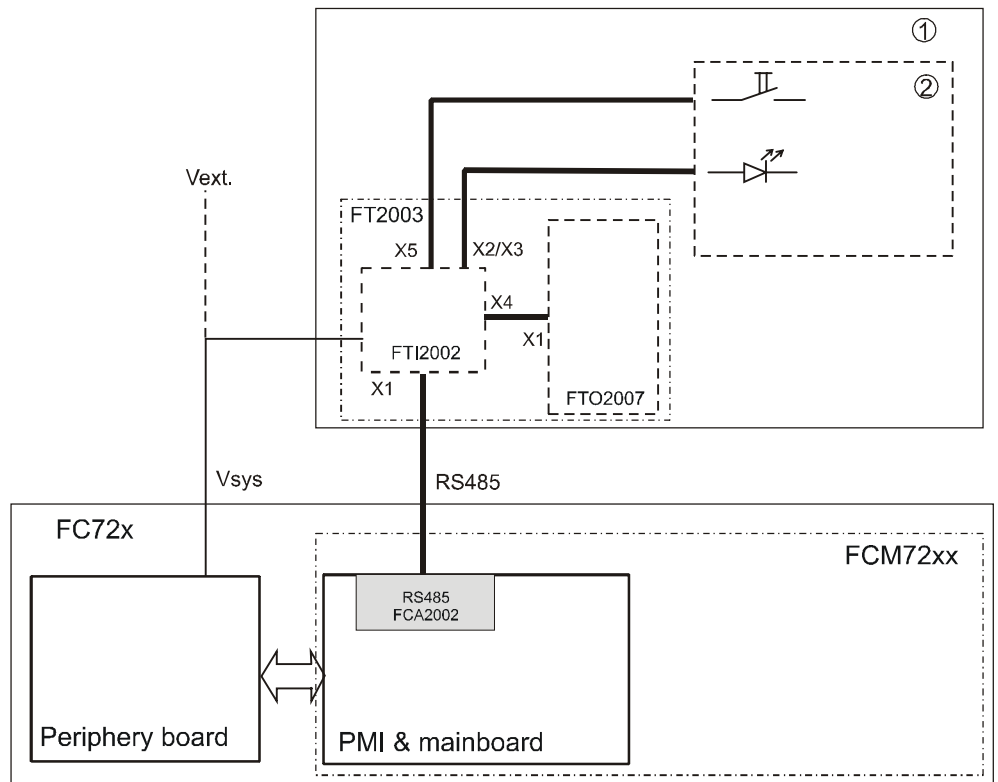 ①
②
Vext.
FT2003
X5
X2/X3
X4
X1
FTI2002
X1
FTO2007
Vsys
RS485
FC72x
FCM72xx
RS485
FCA2002
Periphery board
PMI & mainboard